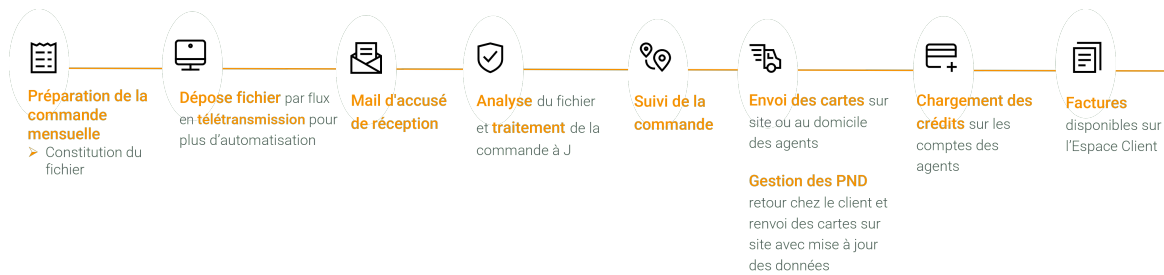 Préparation de la
commande
mensuelle
➢ Constitution du
fichier
Dépose fichier par flux
en télétransmission pour
plus d'automatisation
Mail d'accusé
de réception
Analyse du fichier
et traitement de la
commande à J
Suivi de la
commande
Envoi des cartes sur
site ou au domicile
des agents
Gestion des PND
retour chez le client et
renvoi des cartes sur
site avec mise à jour
des données
Chargement des
crédits sur les
comptes des
agents
Factures
disponibles sur
l'Espace Client